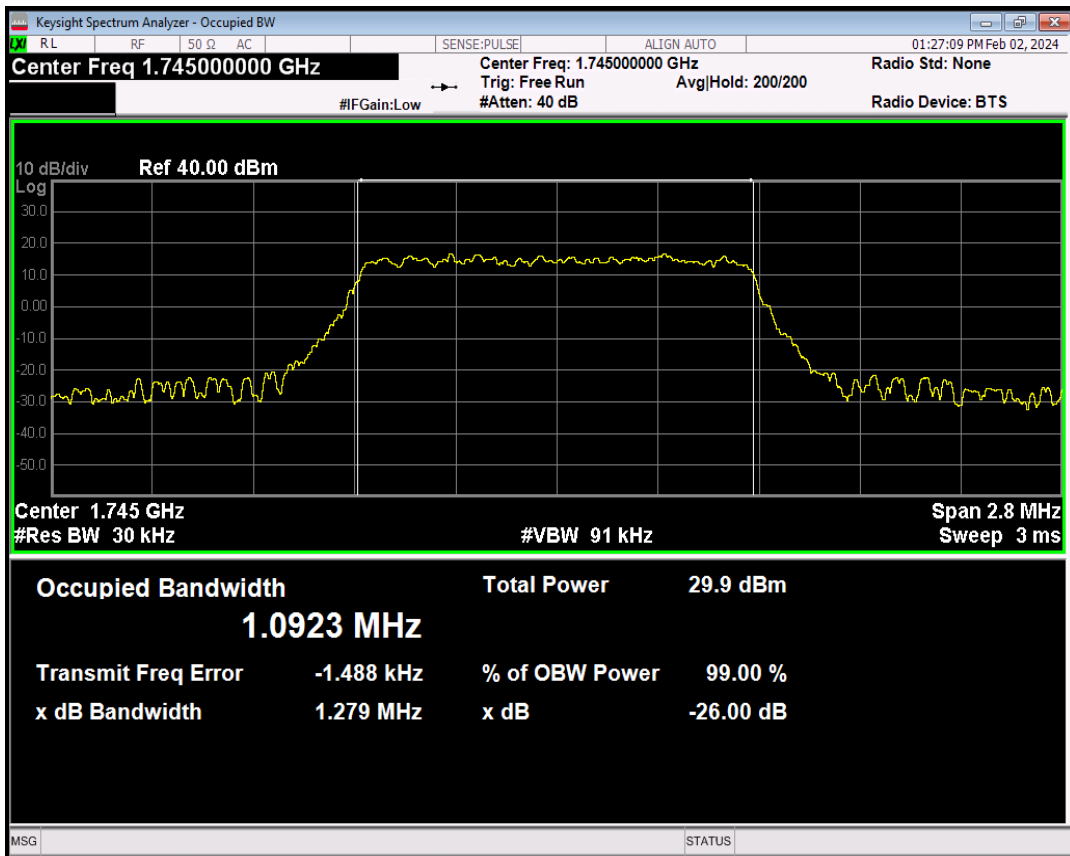 Keysight Spectrum Analyzer - Occupied BW
LXI RL RF 50 Ω AC SENSE:PULSE ALIGN AUTO 01:27:09 PM Feb 02, 2024
Center Freq 1.745000000 GHz Center Freq: 1.745000000 GHz Radio Std: None
Trig: Free Run Avg|Hold: 200/200
#IFGain:Low #Atten: 40 dB Radio Device: BTS
10 dB/div Ref 40.00 dBm
Log
30.0
20.0
10.0
0.00
-10.0
-20.0
-30.0
-40.0
-50.0
Center 1.745 GHz Span 2.8 MHz
#Res BW 30 kHz #VBW 91 kHz Sweep 3 ms
Occupied Bandwidth Total Power 29.9 dBm
1.0923 MHz
Transmit Freq Error -1.488 kHz % of OBW Power 99.00 %
x dB Bandwidth 1.279 MHz x dB -26.00 dB
MSG STATUS